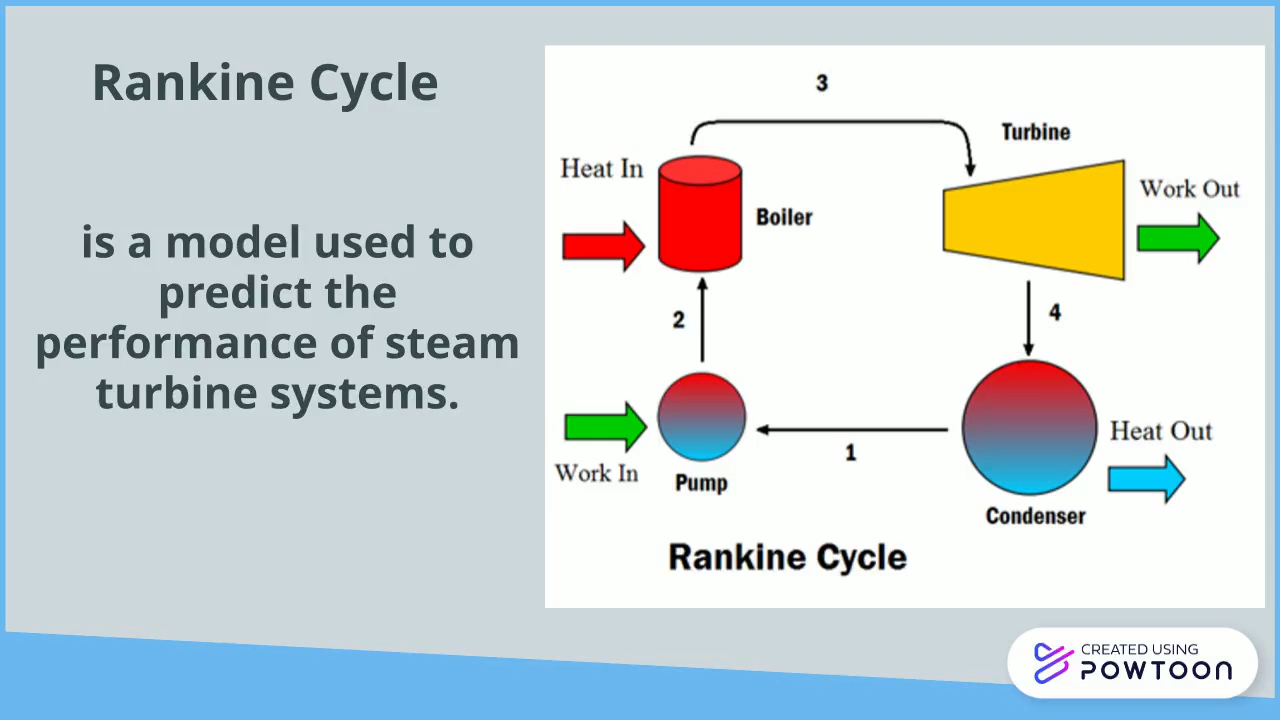 Rankine Cycle
is a model used to
predict the
performance of steam
turbine systems.
3
Turbine
Heat In
Work Out
Boiler
2
4
Heat Out
1
Work In
Pump
Condenser
Rankine Cycle
CREATED USING
POWTOON